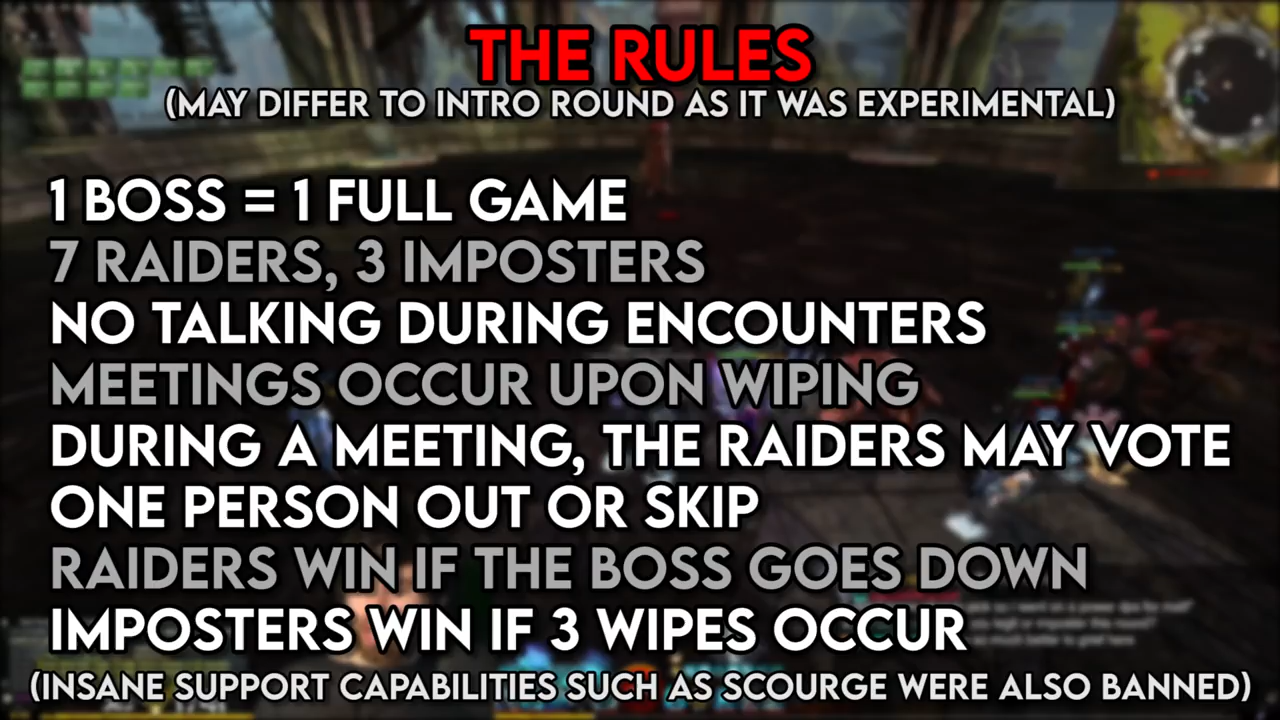 THE RULES
(MAY DIFFER TO INTRO ROUND AS IT WAS EXPERIMENTAL)
1 BOSS = 1 FULL GAME
7 RAIDERS, 3 IMPOSTERS
NO TALKING DURING ENCOUNTERS
MEETINGS OCCUR UPON WIPING
DURING A MEETING, THE RAIDERS MAY VOTE
ONE PERSON OUT OR SKIP
RAIDERS WIN IF THE BOSS GOES DOWN
IMPOSTERS WIN IF 3 WIPES OCCUR
(INSANE SUPPORT CAPABILITIES SUCH AS SCOURGE WERE ALSO BANNED)